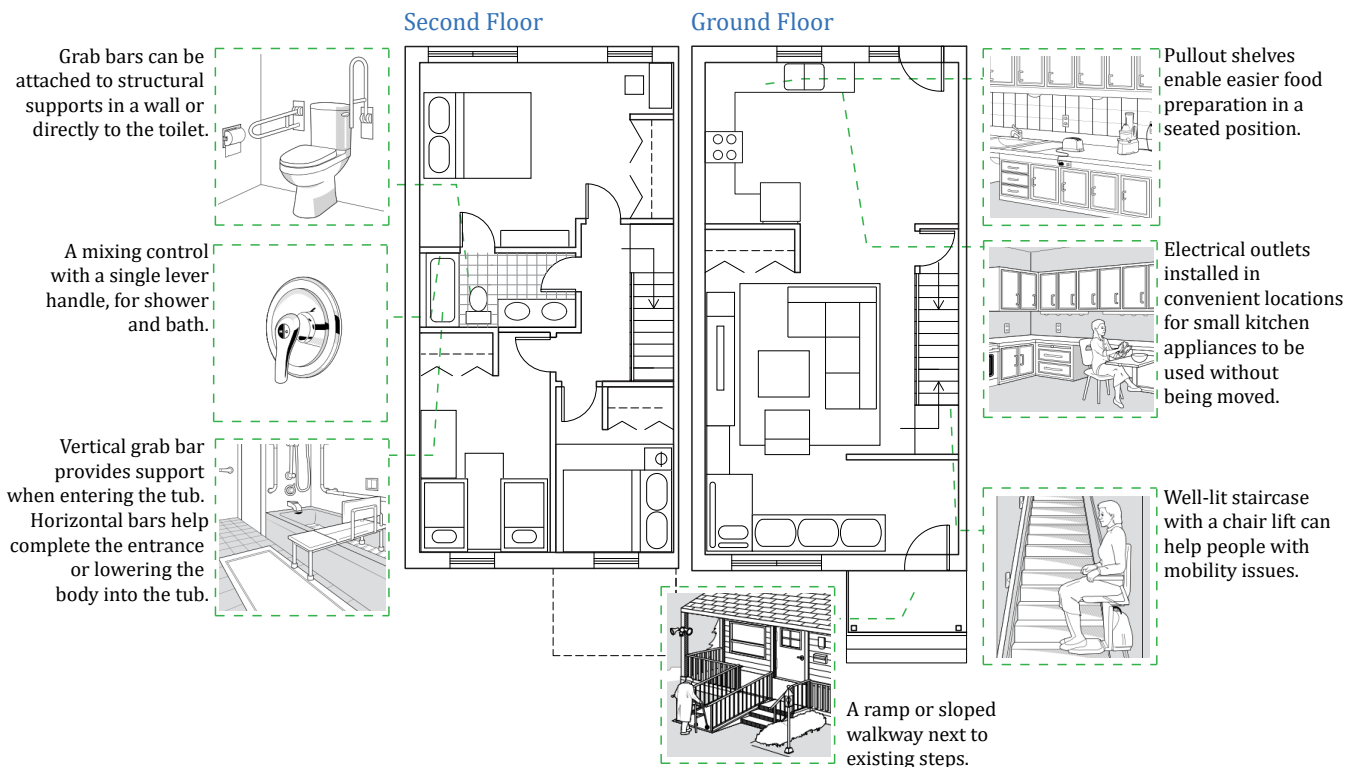 Second Floor
Ground Floor
Grab bars can be
attached to structural
supports in a wall or
directly to the toilet.
A mixing control
with a single lever
handle, for shower
and bath.
Vertical grab bar
provides support
when entering the tub.
Horizontal bars help
complete the entrance
or lowering the
body into the tub.
Pullout shelves
enable easier food
preparation in a
seated position.
Electrical outlets
installed in
convenient locations
for small kitchen
appliances to be
used without
being moved.
Well-lit staircase
with a chair lift can
help people with
mobility issues.
A ramp or sloped
walkway next to
existing steps.